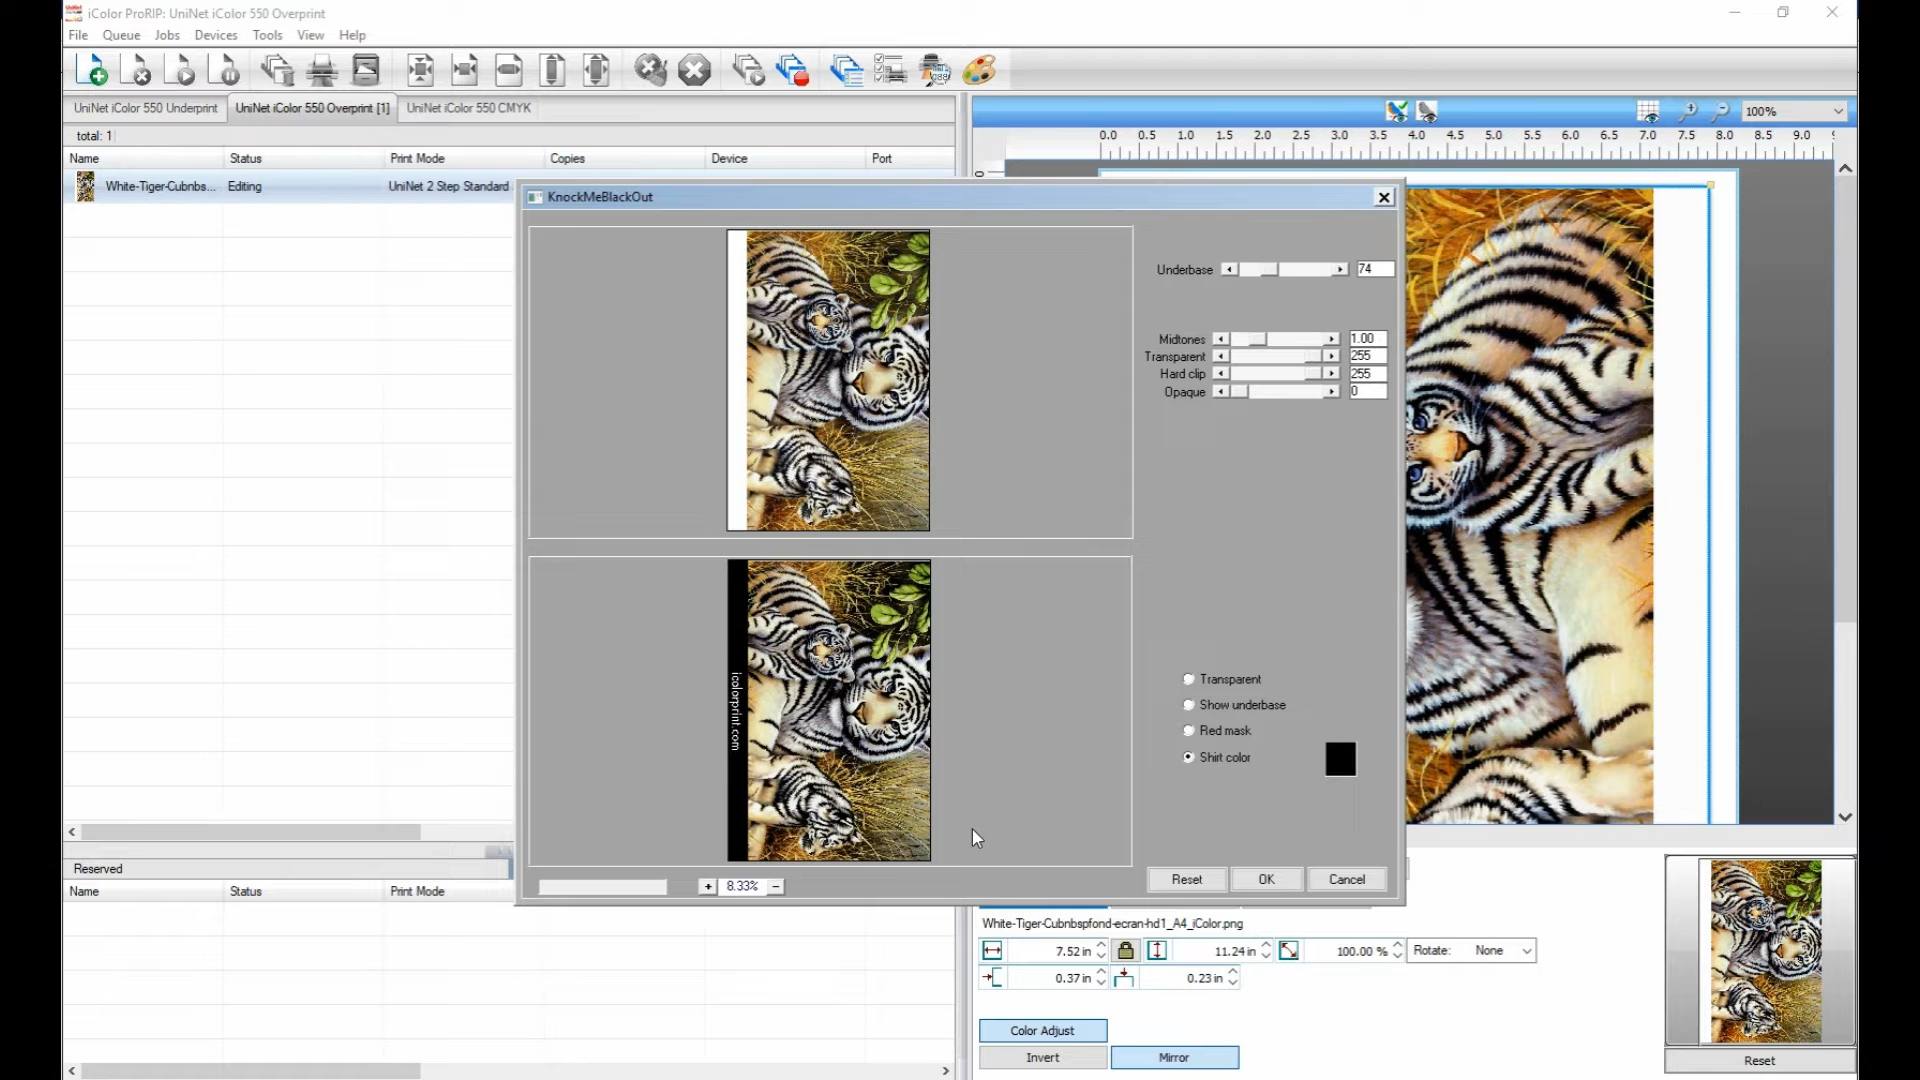 iColor ProRIP: UniNet iColor 550 Overprint
File Queue Jobs Devices Tools View Help
UniNet iColor 550 Underprint UniNet iColor 550 Overprint [1] UniNet iColor 550 CMYK
total: 1
Name Status Print Mode Copies Device Port
White-Tiger-Cubnbs... Editing UniNet 2 Step Standard
100%
0.0 0.5 1.0 1.5 2.0 2.5 3.0 3.5 4.0 4.5 5.0 5.5 6.0 6.5 7.0 7.5 8.0 8.5 9.0
0
KnockMeBlackOut
Underbase 74
Midtones 1.00
Transparent 255
Hard clip 255
Opaque 0
icolorprint.com
Transparent
Show underbase
Red mask
Shirt color
8.33%
Reset OK Cancel
Reserved
Name Status Print Mode
White-Tiger-Cubnbspfond-ecran-hd1_A4_iColor.png
7.52 in 11.24 in 100.00 % Rotate: None
0.37 in 0.23 in
Color Adjust
Invert Mirror
Reset